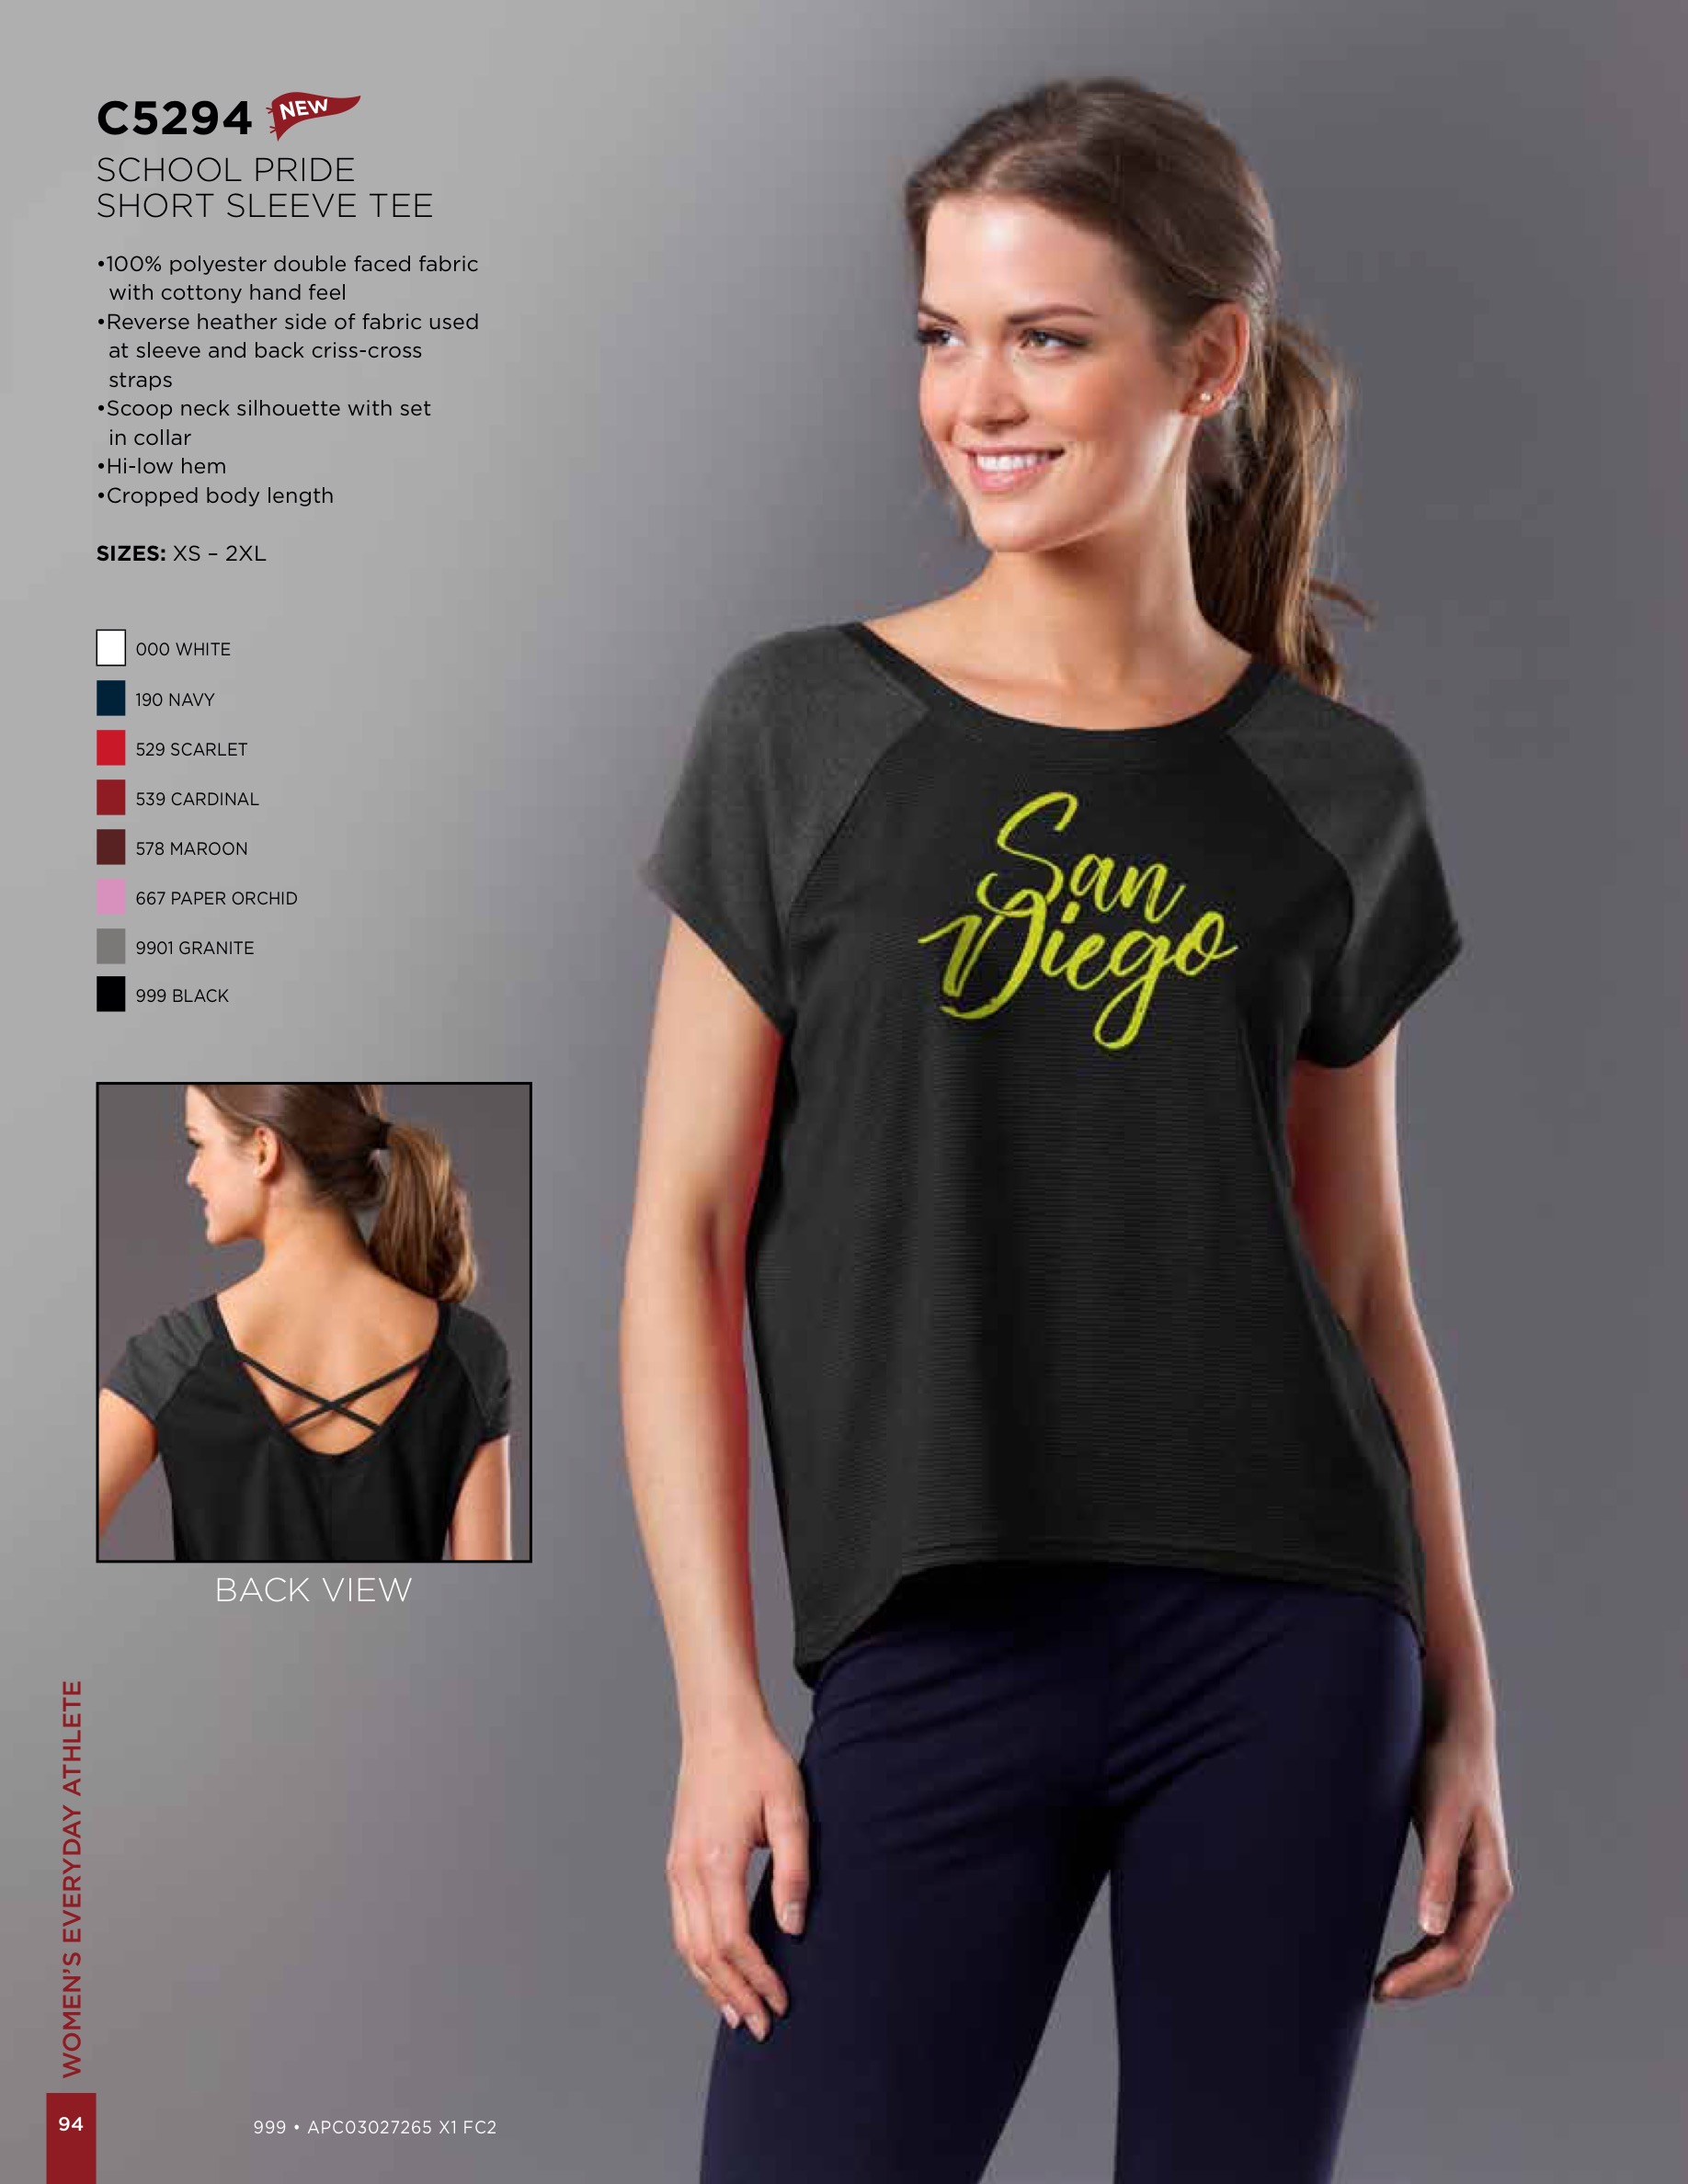 C5294 NEW
SCHOOL PRIDE
SHORT SLEEVE TEE
•100% polyester double faced fabric
with cottony hand feel
•Reverse heather side of fabric used
at sleeve and back criss-cross
straps
•Scoop neck silhouette with set
in collar
•Hi-low hem
•Cropped body length
SIZES: XS – 2XL
000 WHITE
190 NAVY
529 SCARLET
539 CARDINAL
578 MAROON
667 PAPER ORCHID
9901 GRANITE
999 BLACK
San
Diego
BACK VIEW
WOMEN'S EVERYDAY ATHLETE
94
999 • APC03027265 X1 FC2